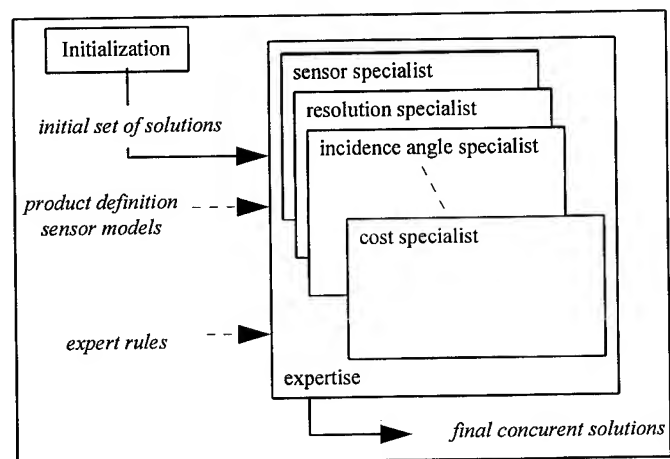 Initialization
sensor specialist
resolution specialist
initial set of solutions
incidence angle specialist
product definition
sensor models
cost specialist
expert rules
expertise
final concurent solutions